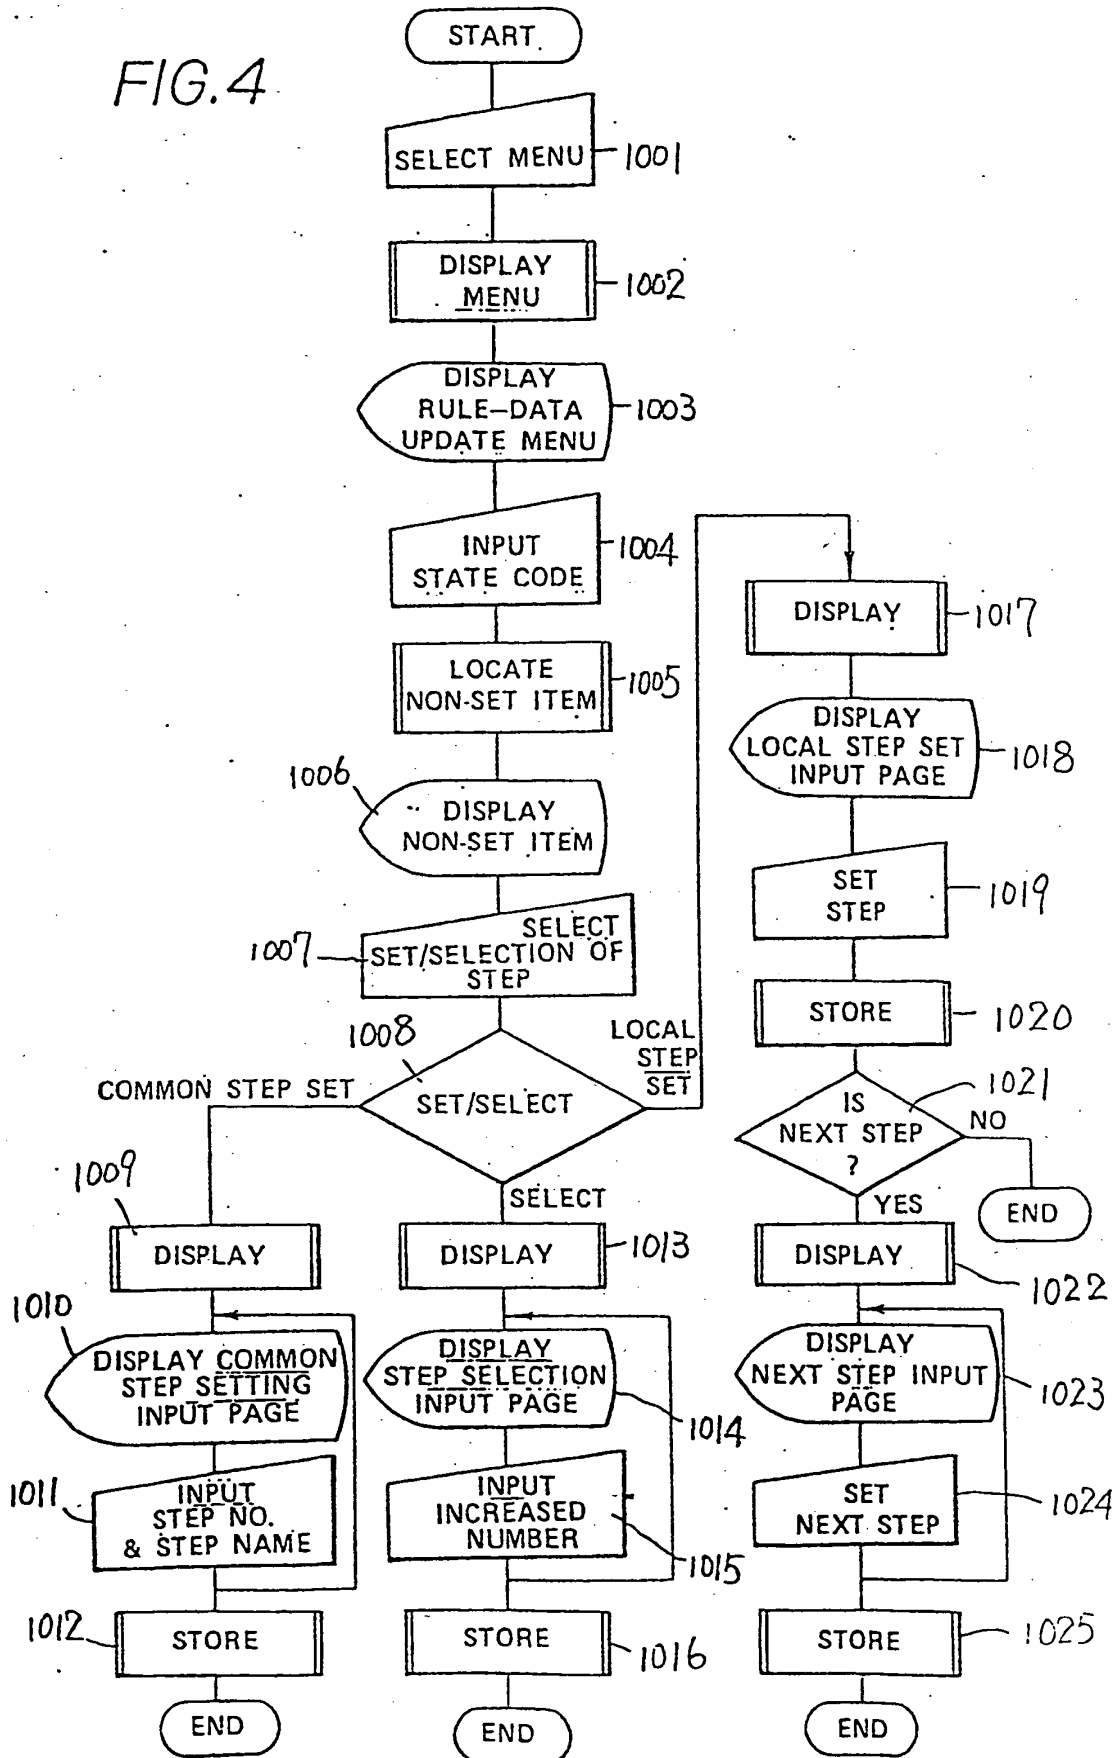 FIG.4
START
SELECT MENU
1001
DISPLAY
MENU
1002
DISPLAY
RULE-DATA
UPDATE MENU
1003
INPUT
STATE CODE
1004
LOCATE
NON-SET ITEM
1005
1006
DISPLAY
NON-SET ITEM
1007
SELECT
SET/SELECTION OF
STEP
1008
SET/SELECT
COMMON STEP SET
LOCAL
STEP
SET
SELECT
1009
DISPLAY
1010
DISPLAY COMMON
STEP SETTING
INPUT PAGE
1011
INPUT
STEP NO.
& STEP NAME
1012
STORE
END
DISPLAY
1013
DISPLAY
STEP SELECTION
INPUT PAGE
1014
INPUT
INCREASED
NUMBER
1015
STORE
1016
END
DISPLAY
1017
DISPLAY
LOCAL STEP SET
INPUT PAGE
1018
SET
STEP
1019
STORE
1020
1021
IS
NEXT STEP
?
NO
END
YES
DISPLAY
1022
DISPLAY
NEXT STEP INPUT
PAGE
1023
SET
NEXT STEP
1024
STORE
1025
END